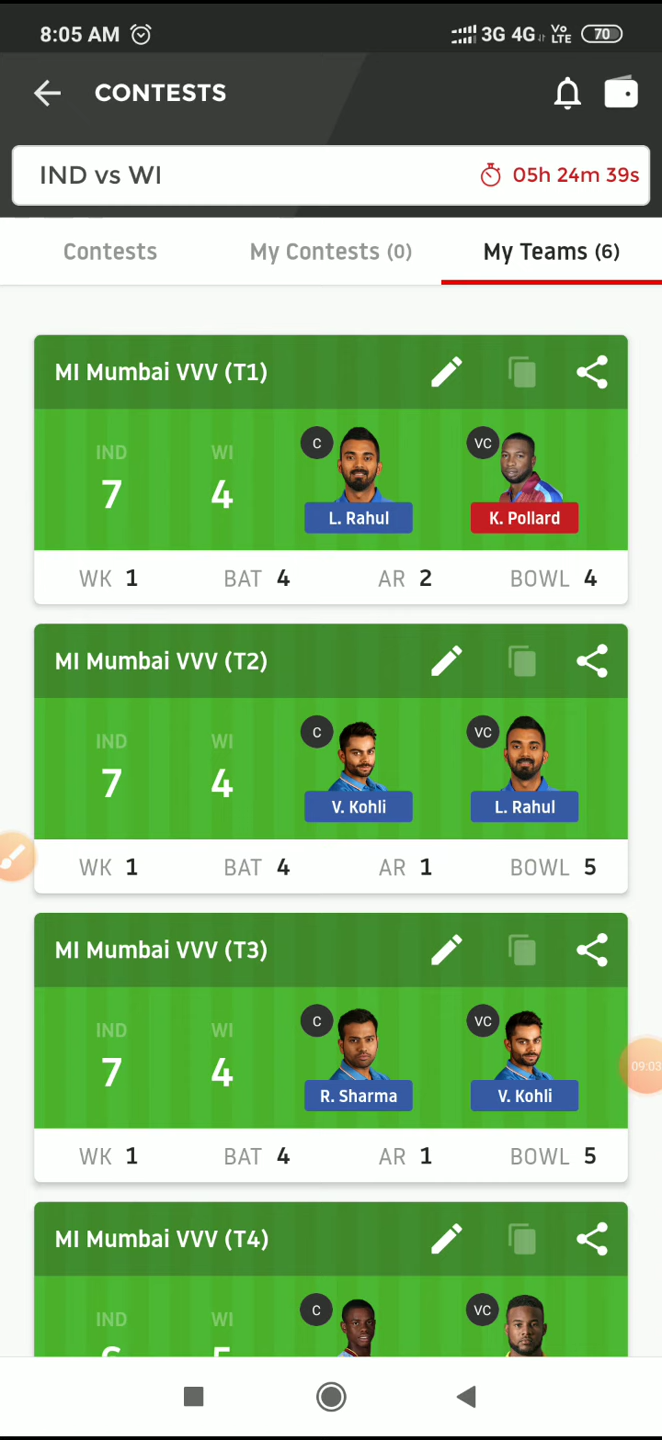 8:05 AM 3G 4G Vo LTE 70
CONTESTS
IND vs WI 05h 24m 39s
Contests My Contests (0) My Teams (6)
MI Mumbai VVV (T1)
IND WI C VC
7 4
L. Rahul K. Pollard
WK 1 BAT 4 AR 2 BOWL 4
MI Mumbai VVV (T2)
IND WI C VC
7 4
V. Kohli L. Rahul
WK 1 BAT 4 AR 1 BOWL 5
MI Mumbai VVV (T3)
IND WI C VC
7 4
09:03
R. Sharma V. Kohli
WK 1 BAT 4 AR 1 BOWL 5
MI Mumbai VVV (T4)
IND WI C VC